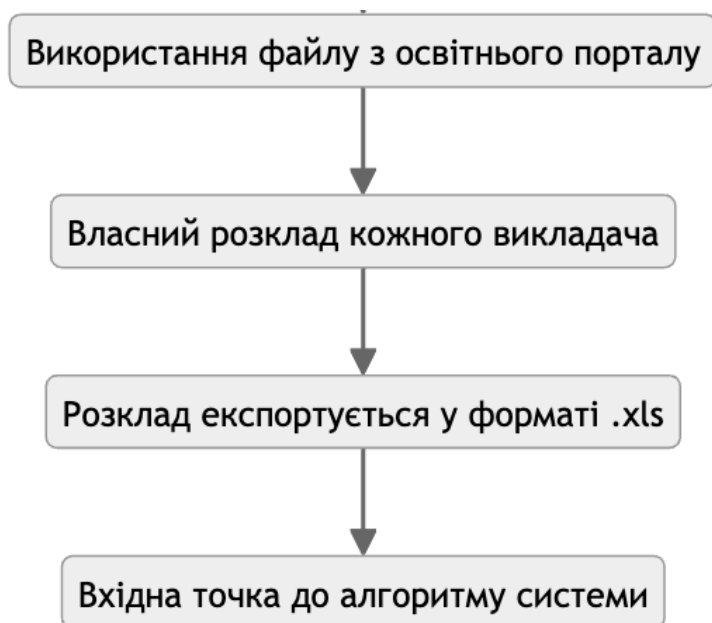 Використання файлу з освітнього порталу
Власний розклад кожного викладача
Розклад експортується у форматі .xls
Вхідна точка до алгоритму системи